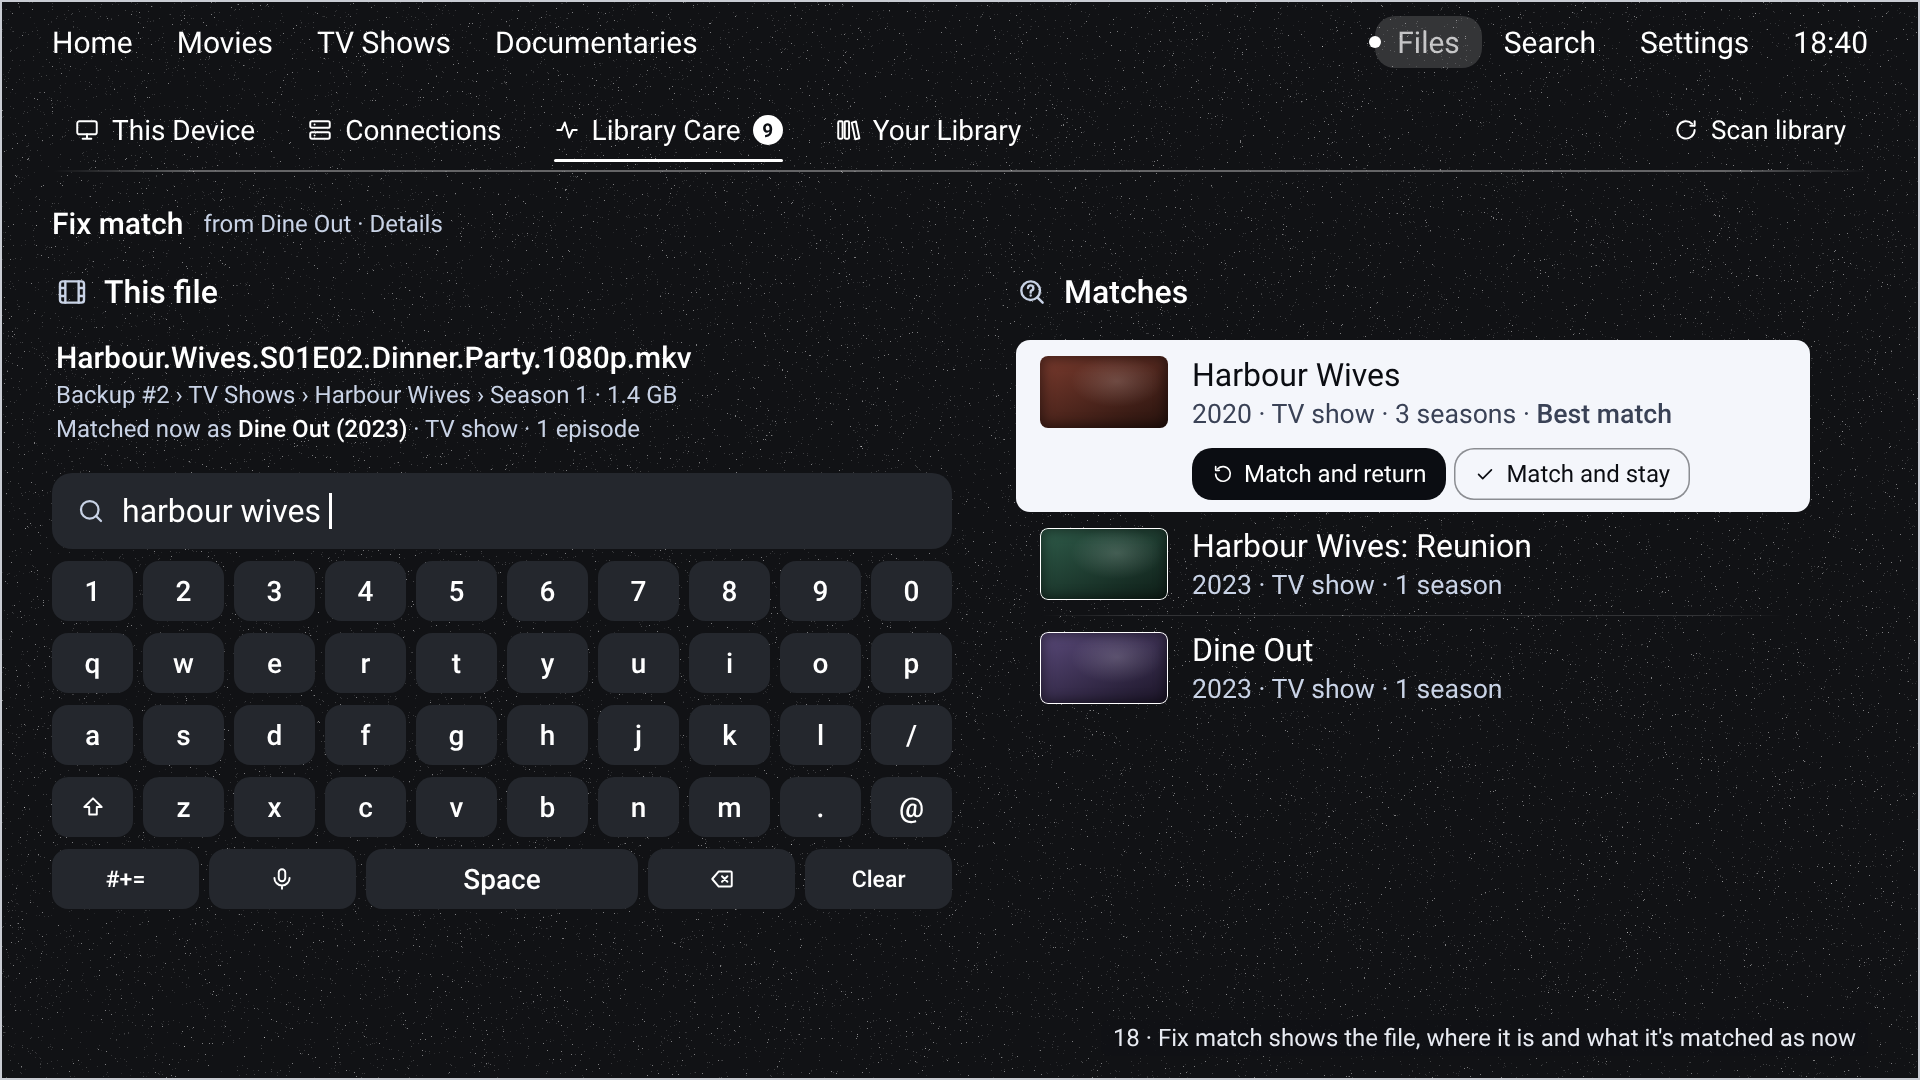 Home Movies TV Shows Documentaries Files Search Settings 18:40
This Device Connections Library Care 9 Your Library Scan library
Fix match from Dine Out · Details
This file
Harbour.Wives.S01E02.Dinner.Party.1080p.mkv
Backup #2 › TV Shows › Harbour Wives › Season 1 · 1.4 GB
Matched now as Dine Out (2023) · TV show · 1 episode
harbour wives
1 2 3 4 5 6 7 8 9 0
q w e r t y u i o p
a s d f g h j k l /
z x c v b n m . @
#+= Space Clear
Matches
Harbour Wives
2020 · TV show · 3 seasons · Best match
Match and return Match and stay
Harbour Wives: Reunion
2023 · TV show · 1 season
Dine Out
2023 · TV show · 1 season
18 · Fix match shows the file, where it is and what it's matched as now